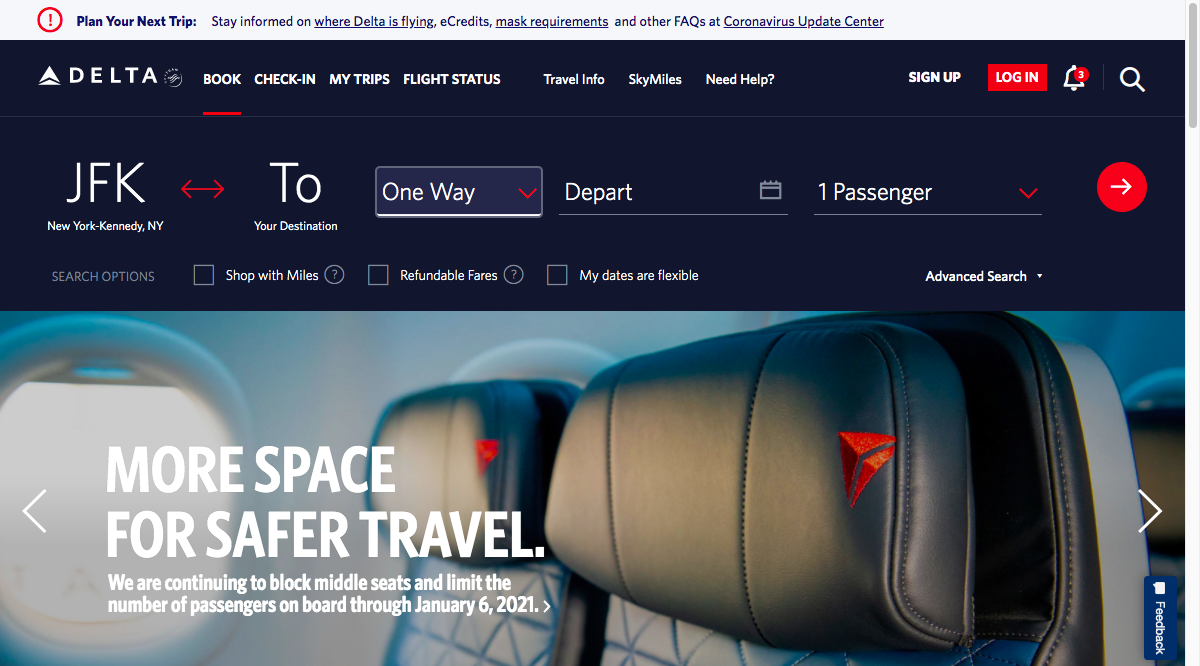 Plan Your Next Trip: Stay informed on where Delta is flying, eCredits, mask requirements and other FAQs at Coronavirus Update Center
DELTA BOOK CHECK-IN MY TRIPS FLIGHT STATUS Travel Info SkyMiles Need Help? SIGN UP LOG IN 3
JFK To One Way Depart 1 Passenger
New York-Kennedy, NY Your Destination
SEARCH OPTIONS Shop with Miles ? Refundable Fares ? My dates are flexible Advanced Search
MORE SPACE
FOR SAFER TRAVEL.
We are continuing to block middle seats and limit the
number of passengers on board through January 6, 2021.
Feedback